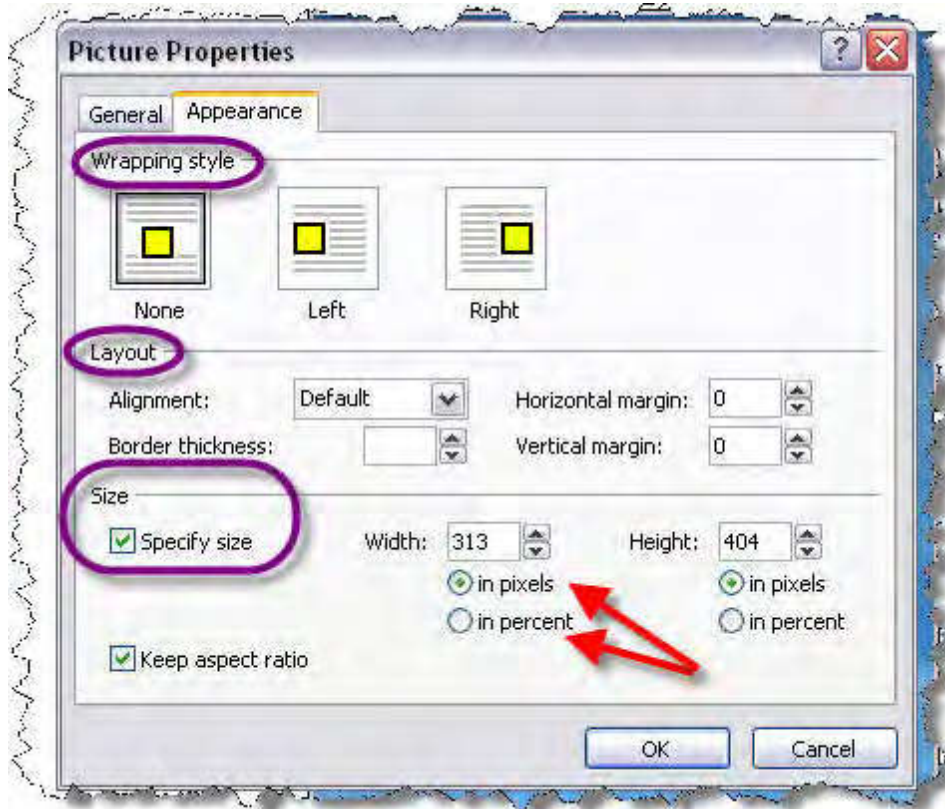 Picture Properties
General Appearance
Wrapping style
None Left Right
Layout
Alignment: Default Horizontal margin: 0
Border thickness: Vertical margin: 0
Size
Specify size Width: 313 Height: 404
in pixels in pixels
in percent in percent
Keep aspect ratio
OK Cancel